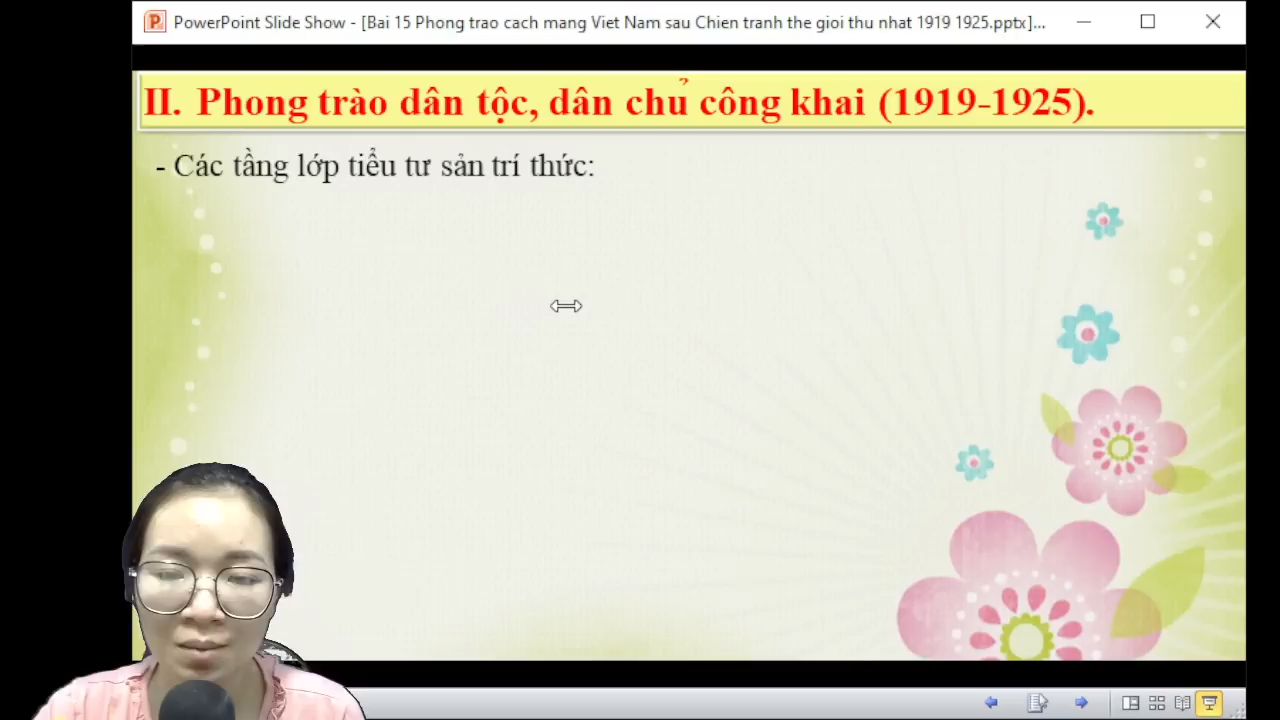 PowerPoint Slide Show - [Bai 15 Phong trao cach mang Viet Nam sau Chien tranh the gioi thu nhat 1919 1925.pptx]...
II. Phong trào dân tộc, dân chủ công khai (1919-1925).
- Các tầng lớp tiểu tư sản trí thức: